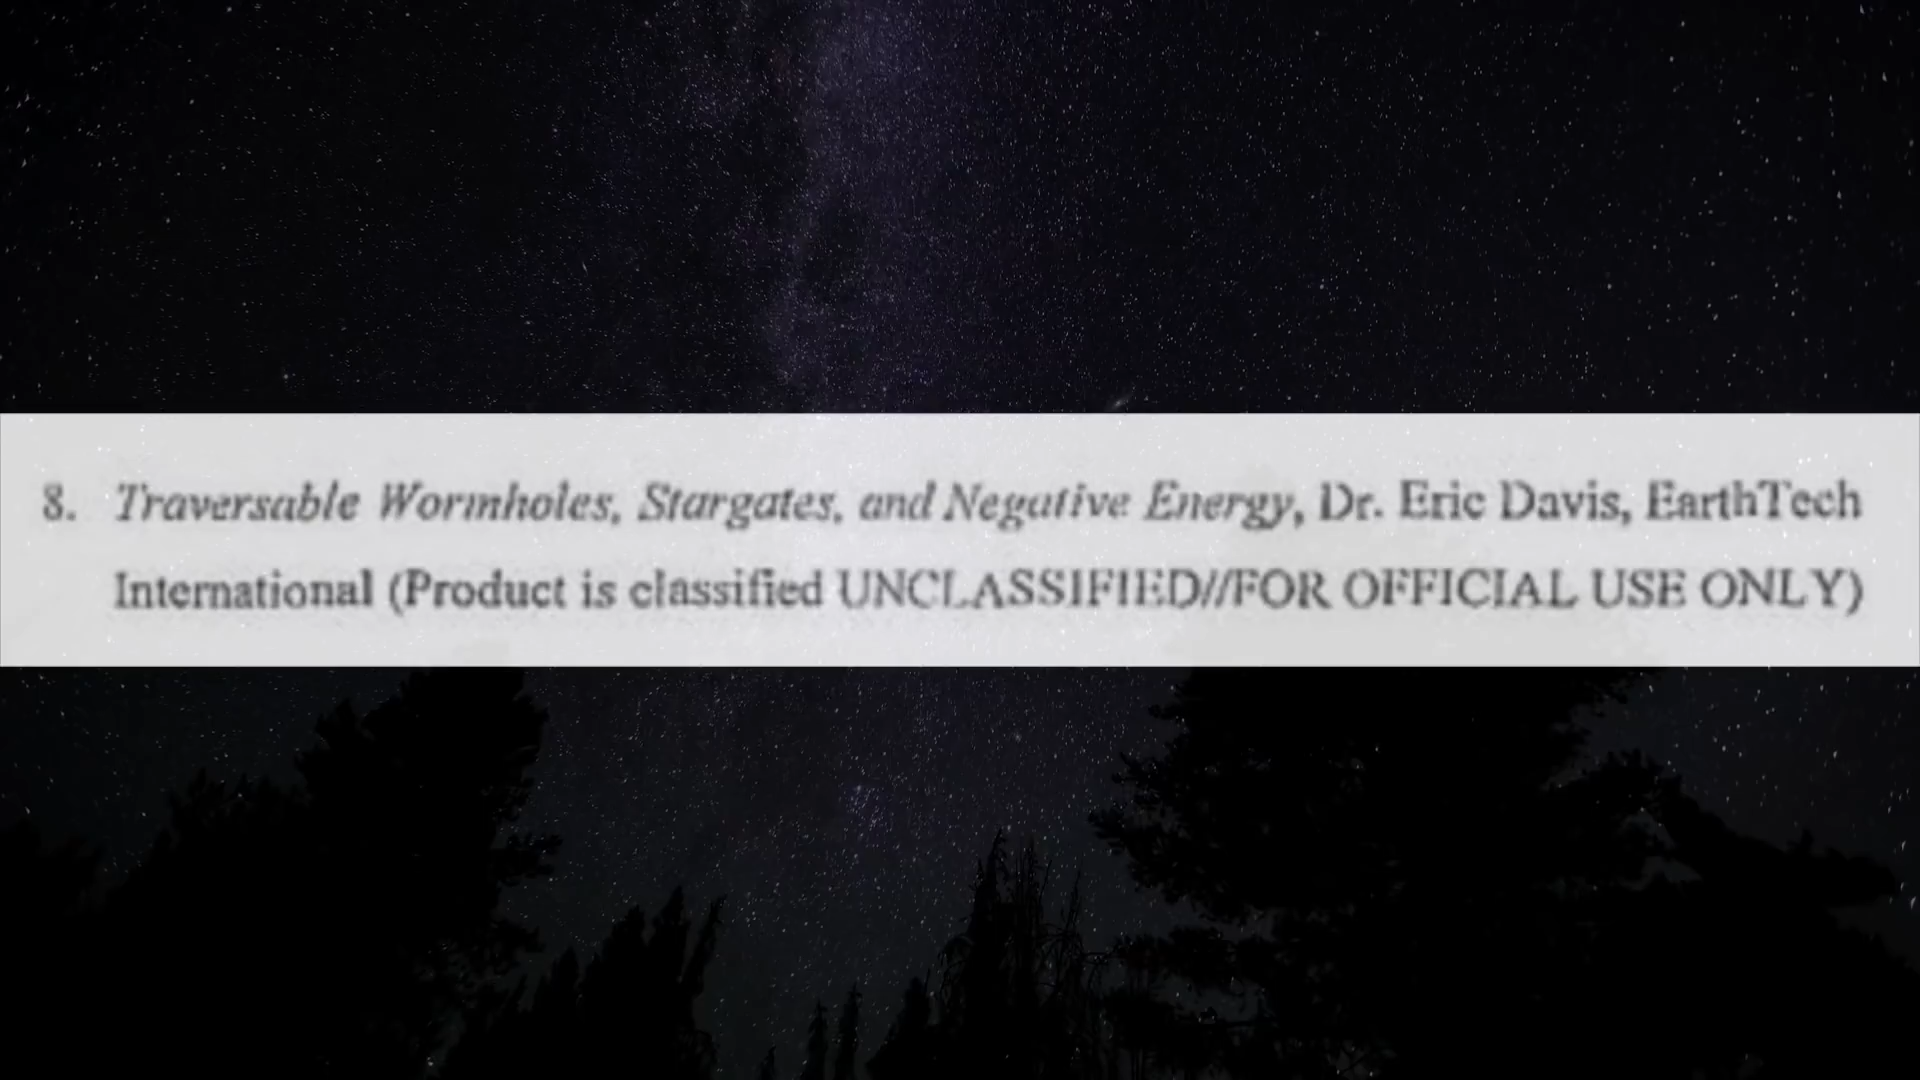 8. Traversable Wormholes, Stargates, and Negative Energy, Dr. Eric Davis, EarthTech
International (Product is classified UNCLASSIFIED//FOR OFFICIAL USE ONLY)